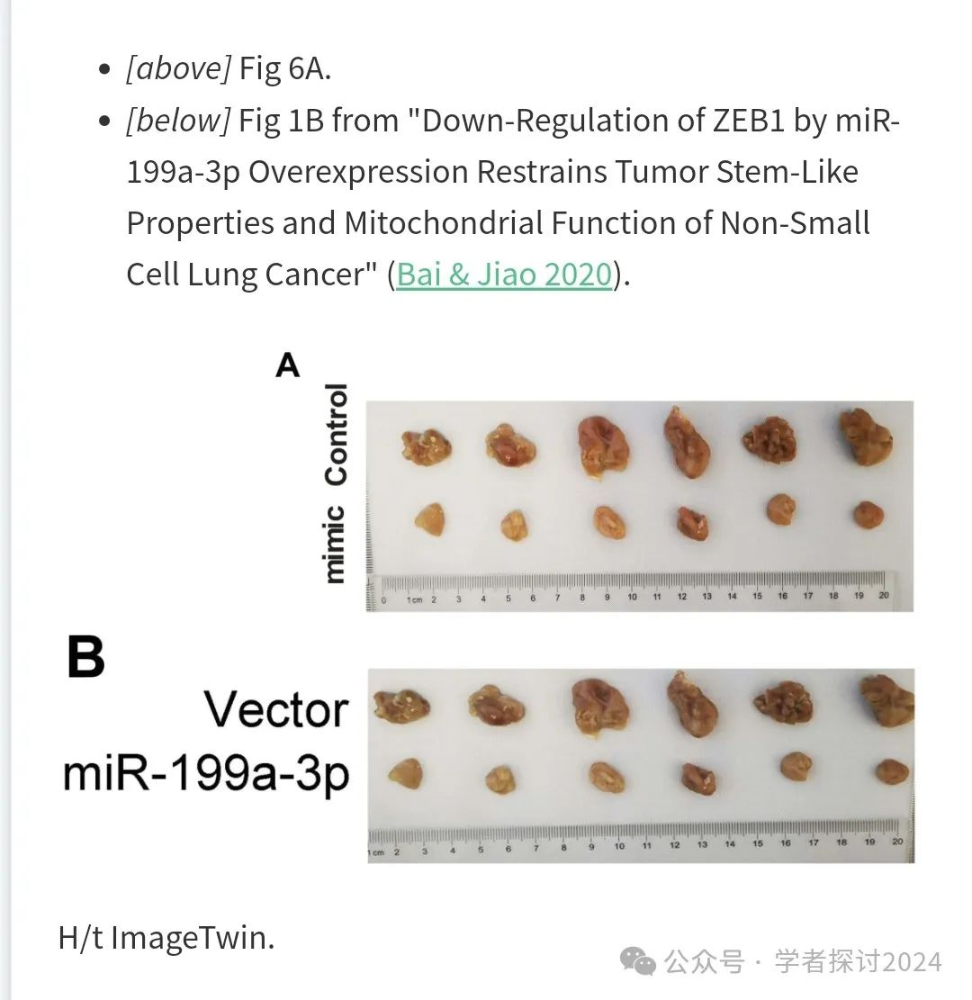 [above] Fig 6A.
[below] Fig 1B from "Down-Regulation of ZEB1 by miR-
199a-3p Overexpression Restrains Tumor Stem-Like
Properties and Mitochondrial Function of Non-Small
Cell Lung Cancer" (Bai & Jiao 2020).
A
Control
mimic
0 1cm 2 3 4 5 6 7 8 9 10 11 12 13 14 15 16 17 18 19 20
B
Vector
miR-199a-3p
1cm 2 3 4 5 6 7 8 9 10 11 12 13 14 15 16 17 18 19 20
H/t ImageTwin.
公众号 · 学者探讨2024